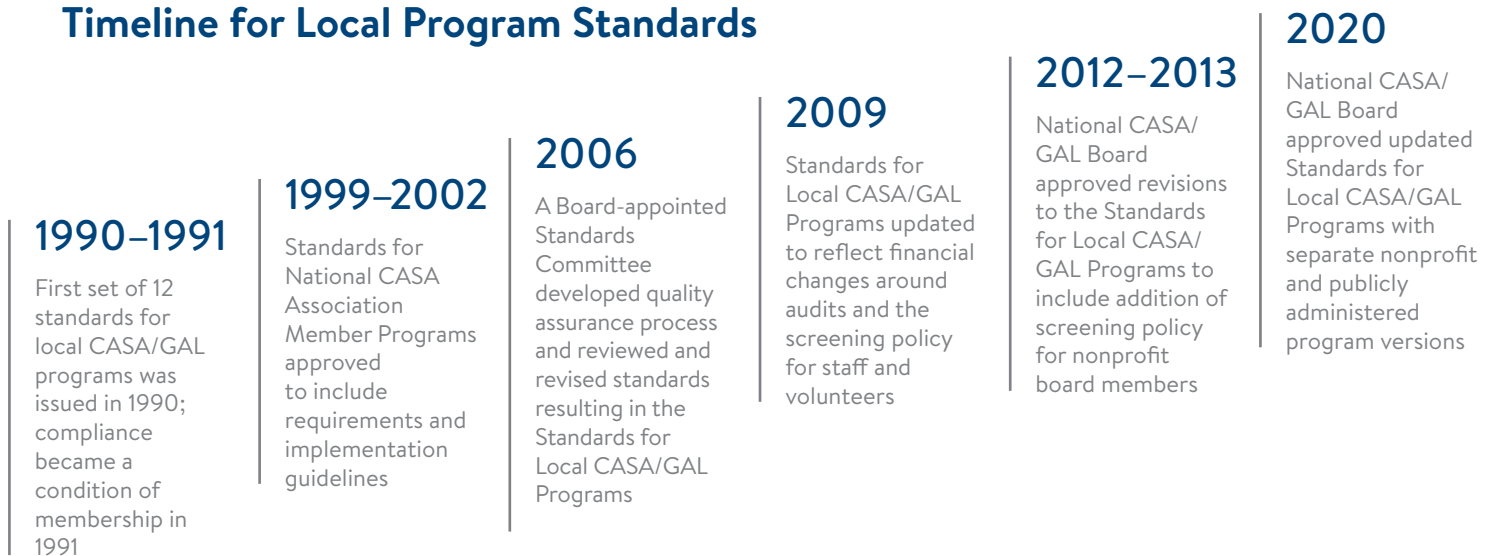 Timeline for Local Program Standards
1990–1991
First set of 12
standards for
local CASA/GAL
programs was
issued in 1990;
compliance
became a
condition of
membership in
1991
1999–2002
Standards for
National CASA
Association
Member Programs
approved
to include
requirements and
implementation
guidelines
2006
A Board-appointed
Standards
Committee
developed quality
assurance process
and reviewed and
revised standards
resulting in the
Standards for
Local CASA/GAL
Programs
2009
Standards for
Local CASA/GAL
Programs updated
to reflect financial
changes around
audits and the
screening policy
for staff and
volunteers
2012–2013
National CASA/
GAL Board
approved revisions
to the Standards
for Local CASA/
GAL Programs to
include addition of
screening policy
for nonprofit
board members
2020
National CASA/
GAL Board
approved updated
Standards for
Local CASA/GAL
Programs with
separate nonprofit
and publicly
administered
program versions